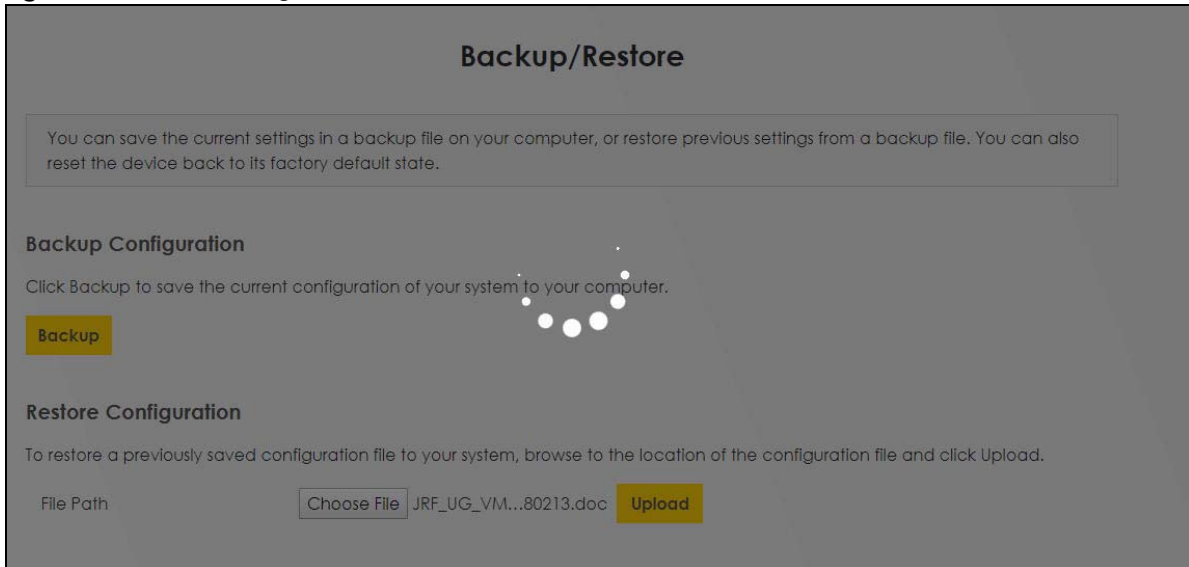 Backup/Restore
You can save the current settings in a backup file on your computer, or restore previous settings from a backup file. You can also
reset the device back to its factory default state.
Backup Configuration
Click Backup to save the current configuration of your system to your computer.
Backup
Restore Configuration
To restore a previously saved configuration file to your system, browse to the location of the configuration file and click Upload.
File Path Choose File JRF_UG_VM...80213.doc Upload